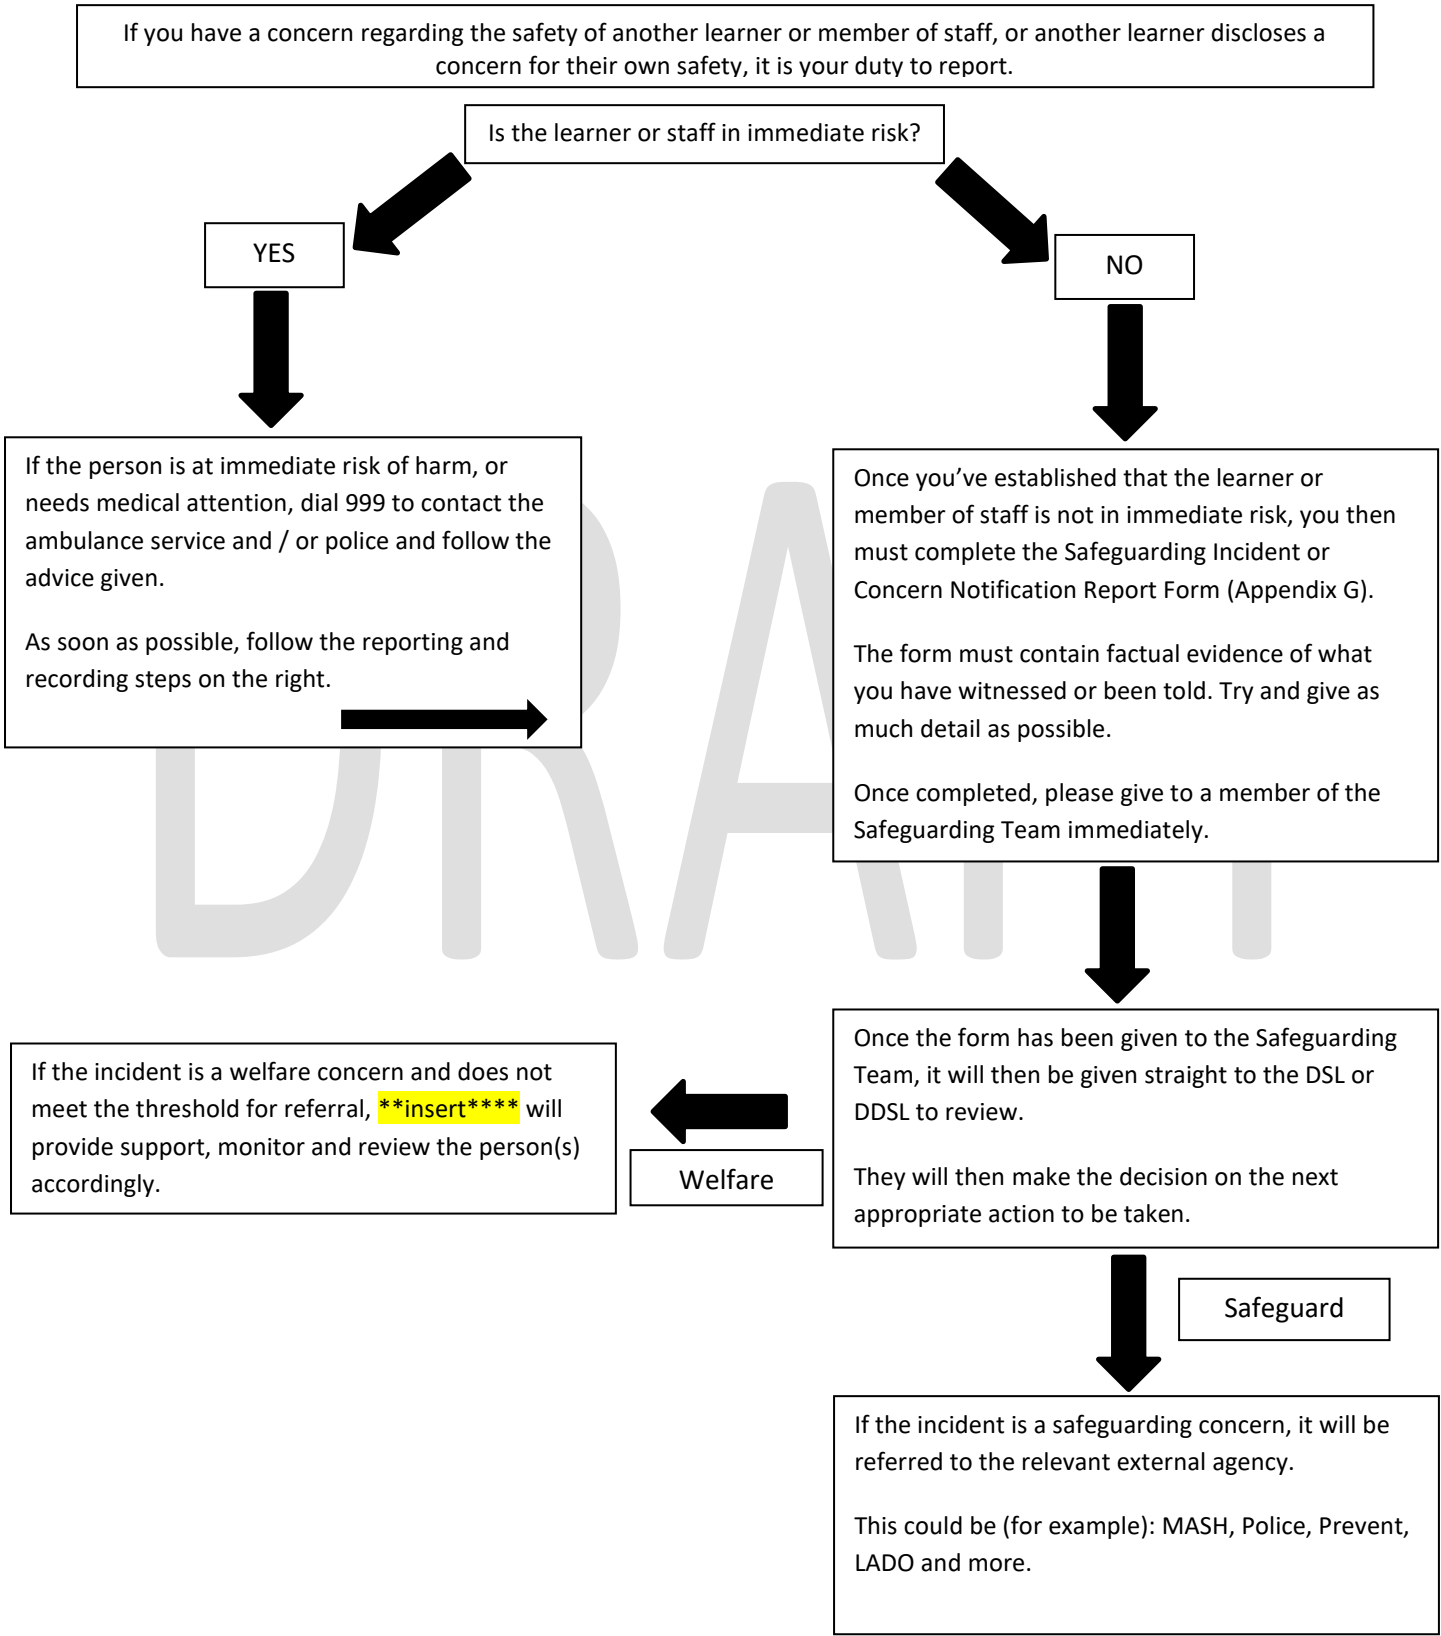 If you have a concern regarding the safety of another learner or member of staff, or another learner discloses a
concern for their own safety, it is your duty to report.
Is the learner or staff in immediate risk?
YES
NO
If the person is at immediate risk of harm, or
needs medical attention, dial 999 to contact the
ambulance service and / or police and follow the
advice given.
As soon as possible, follow the reporting and
recording steps on the right.
Once you’ve established that the learner or
member of staff is not in immediate risk, you then
must complete the Safeguarding Incident or
Concern Notification Report Form (Appendix G).
The form must contain factual evidence of what
you have witnessed or been told. Try and give as
much detail as possible.
Once completed, please give to a member of the
Safeguarding Team immediately.
DRAFT
Once the form has been given to the Safeguarding
Team, it will then be given straight to the DSL or
DDSL to review.
They will then make the decision on the next
appropriate action to be taken.
Welfare
If the incident is a welfare concern and does not
meet the threshold for referral, **insert**** will
provide support, monitor and review the person(s)
accordingly.
Safeguard
If the incident is a safeguarding concern, it will be
referred to the relevant external agency.
This could be (for example): MASH, Police, Prevent,
LADO and more.